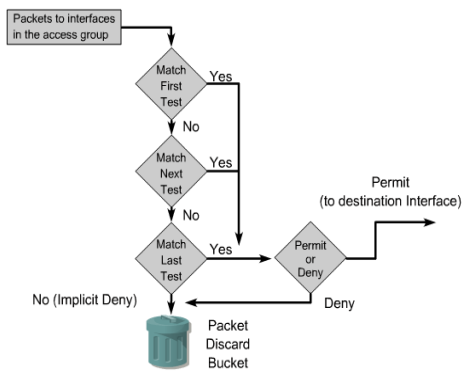 Packets to interfaces
in the access group
Match
First
Test
Yes
No
Match
Next
Test
Yes
No
Match
Last
Test
Yes
Permit
or
Deny
Permit
(to destination Interface)
No (Implicit Deny)
Deny
Packet
Discard
Bucket